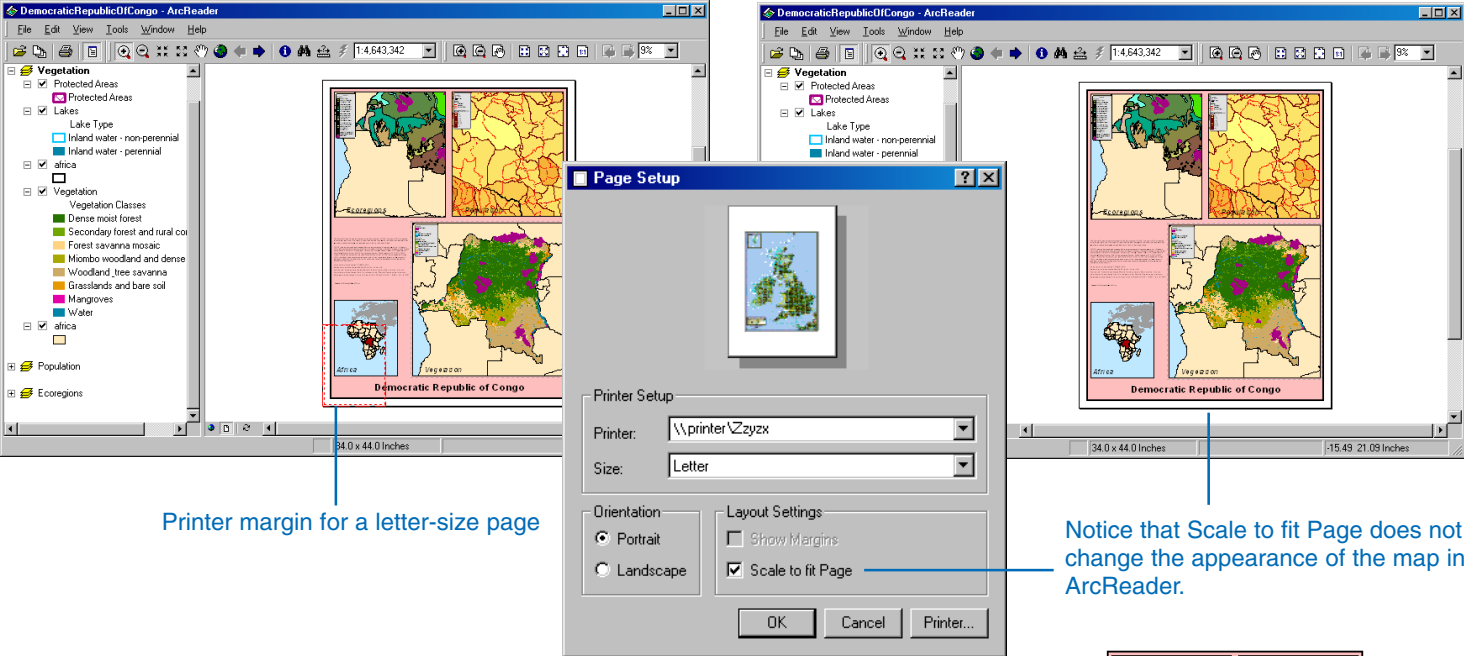 DemocraticRepublicOfCongo - ArcReader
File Edit View Tools Window Help
1:4,643,342 9%
Vegetation
Protected Areas
Protected Areas
Lakes
Lake Type
Inland water - non-perennial
Inland water - perennial
africa
Vegetation
Vegetation Classes
Dense moist forest
Secondary forest and rural co
Forest savanna mosaic
Miombo woodland and dense
Woodland_tree savanna
Grasslands and bare soil
Mangroves
Water
africa
Population
Ecoregions
Ecoregions
Population
Africa
Vegetation
Democratic Republic of Congo
34.0 x 44.0 Inches
Printer margin for a letter-size page
Page Setup
Printer Setup
Printer: \\printer\Zzyzx
Size: Letter
Orientation
Portrait
Landscape
Layout Settings
Show Margins
Scale to fit Page
OK Cancel Printer...
DemocraticRepublicOfCongo - ArcReader
File Edit View Tools Window Help
1:4,643,342 9%
Vegetation
Protected Areas
Protected Areas
Lakes
Lake Type
Inland water - non-perennial
Inland water - perennial
Ecoregions
Population
Africa
Vegetation
Democratic Republic of Congo
34.0 x 44.0 Inches -15.49 21.09 Inches
Notice that Scale to fit Page does not
change the appearance of the map in
ArcReader.